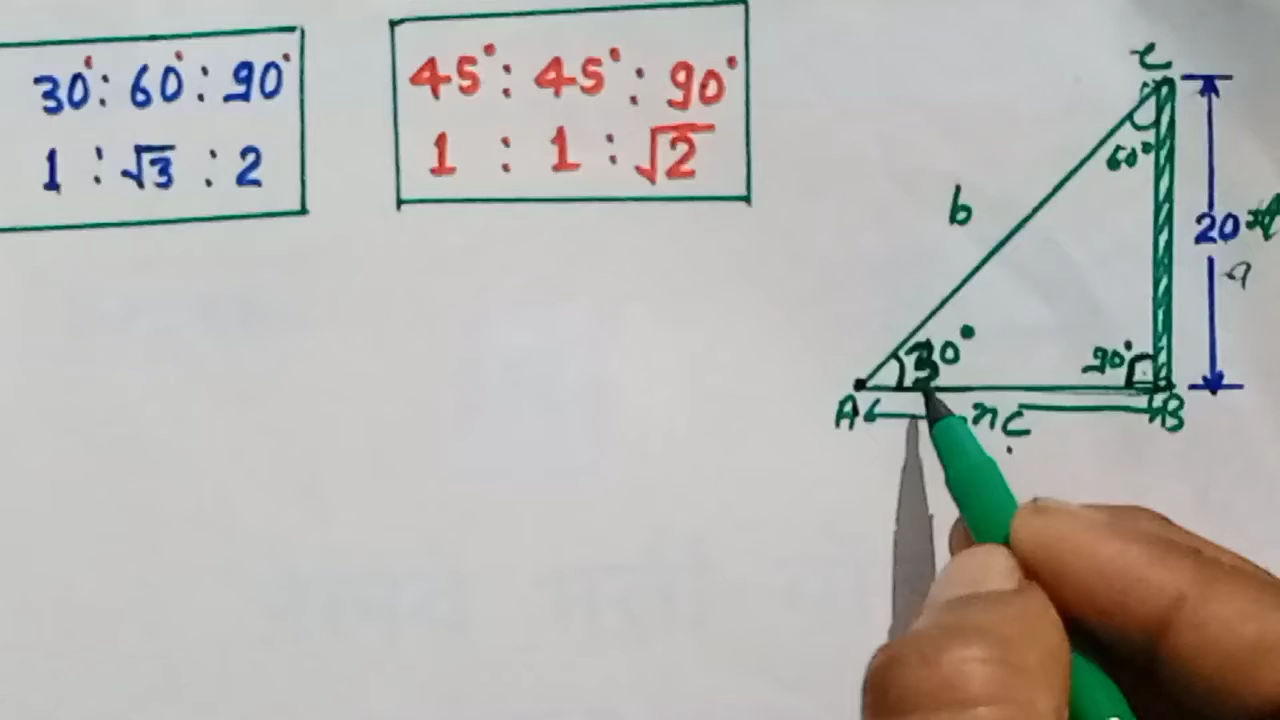 30° : 60° : 90°
1 : √3 : 2
45° : 45° : 90°
1 : 1 : √2
60°
b
20
a
30°
90°
A
B